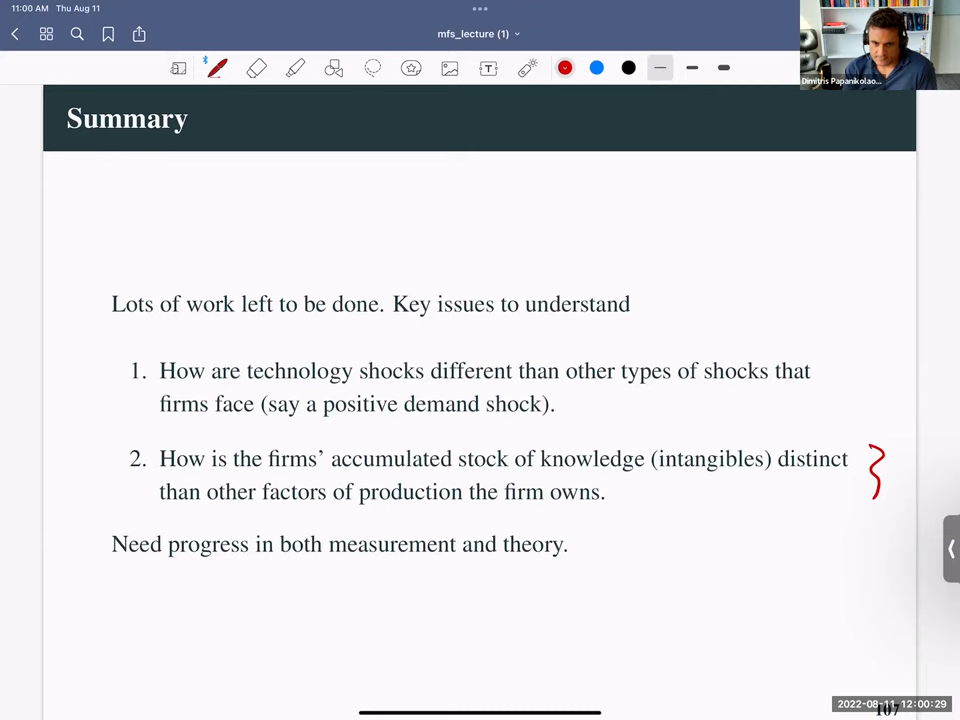 11:00 AM Thu Aug 11
mfs_lecture (1)
T
Dimitris Papanikolao...
Summary
Lots of work left to be done. Key issues to understand
1. How are technology shocks different than other types of shocks that
firms face (say a positive demand shock).
2. How is the firms' accumulated stock of knowledge (intangibles) distinct
than other factors of production the firm owns.
Need progress in both measurement and theory.
2022-08-11 12:00:29
107